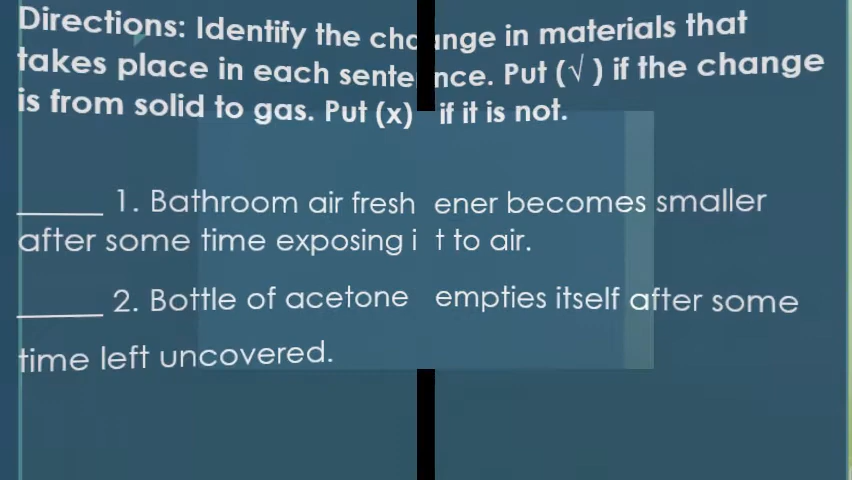 Directions: Identify the change in materials that
takes place in each sentence. Put (√ ) if the change
is from solid to gas. Put (x) if it is not.
_____ 1. Bathroom air freshener becomes smaller
after some time exposing it to air.
_____ 2. Bottle of acetone empties itself after some
time left uncovered.